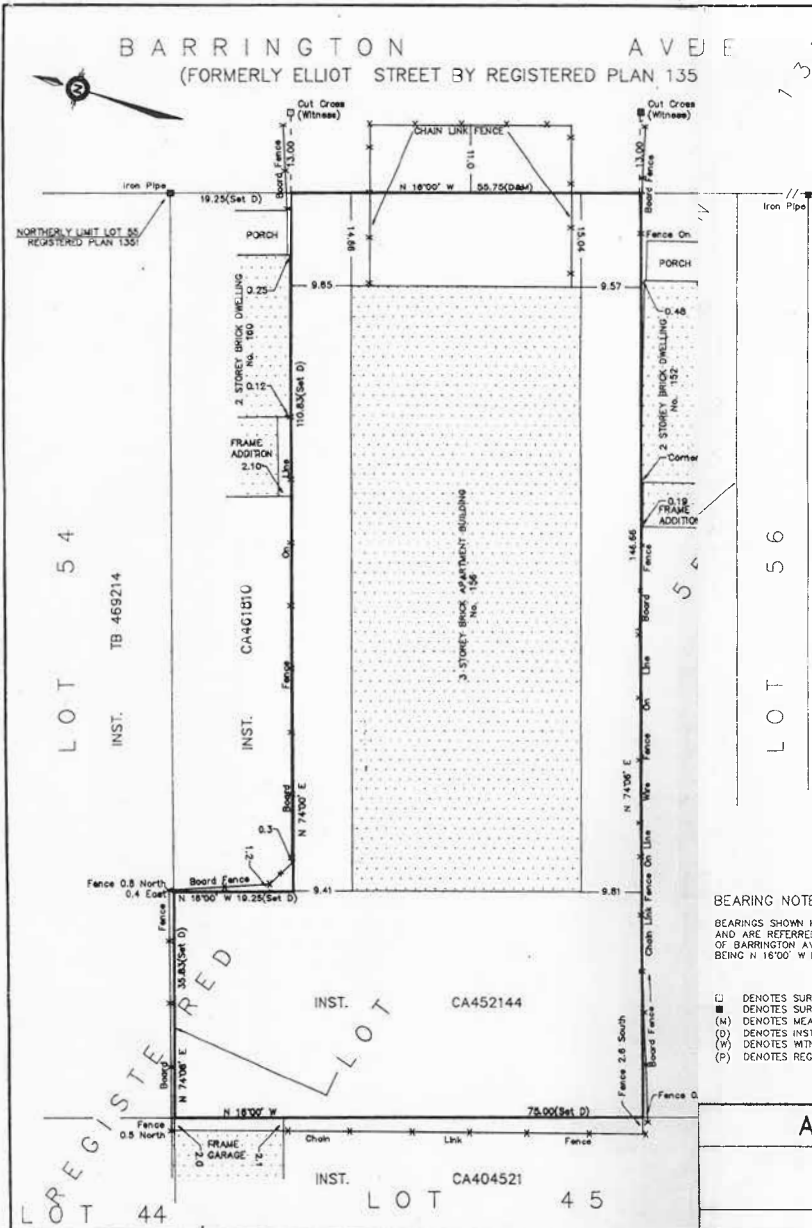 BARRINGTON AVE E
(FORMERLY ELLIOT STREET BY REGISTERED PLAN 135
N
13
Cut Cross
(Witness)
Cut Cross
(Witness)
CHAIN LINK FENCE
13.00
11.0
13.00
Board Fence
Board Fence
Iron Pipe
19.25(Set D)
N 16'00' W 55.75(D&M)
Iron Pipe
NORTHERLY LIMIT LOT 55
REGISTERED PLAN 1351
PORCH
14.86
15.04
Fence On
PORCH
9.65
9.57
0.25
0.48
2 STOREY BRICK DWELLING
No. 160
2 STOREY BRICK DWELLING
No. 152
0.12
110.83(Set D)
FRAME
ADDITION
2.10
Line
Corner
0.19
FRAME
ADDITIO
3 STOREY BRICK APARTMENT BUILDING
No. 156
146.66
LOT 54
INST. TB 469214
INST. CA401810
On
Fence
Board
N 74'00' E
Fence
Board
Line
On
Fence
Wire
N 74'06' E
Chain Link Fence On Line
5
LOT 56
0.3
1.2
Fence 0.8 North
0.4 East
Board Fence
N 16'00' W 19.25(Set D)
9.41
9.81
Fence
35.83(Set D)
N 74'06' E
Board
REGISTERED
LOT
INST. CA452144
Fence 2.6 South
Board Fence
Fence 0.
BEARING NOTE
BEARINGS SHOWN H
AND ARE REFERRE
OF BARRINGTON AV
BEING N 16'00' W
DENOTES SUR
DENOTES SUR
(M) DENOTES MEA
(D) DENOTES INST
(W) DENOTES WITN
(P) DENOTES REG
N 16'00' W
75.00(Set D)
Fence
0.5 North
FRAME
GARAGE
2.0
2.1
Chain Link Fence
INST. CA404521
LOT 44
LOT 45
A